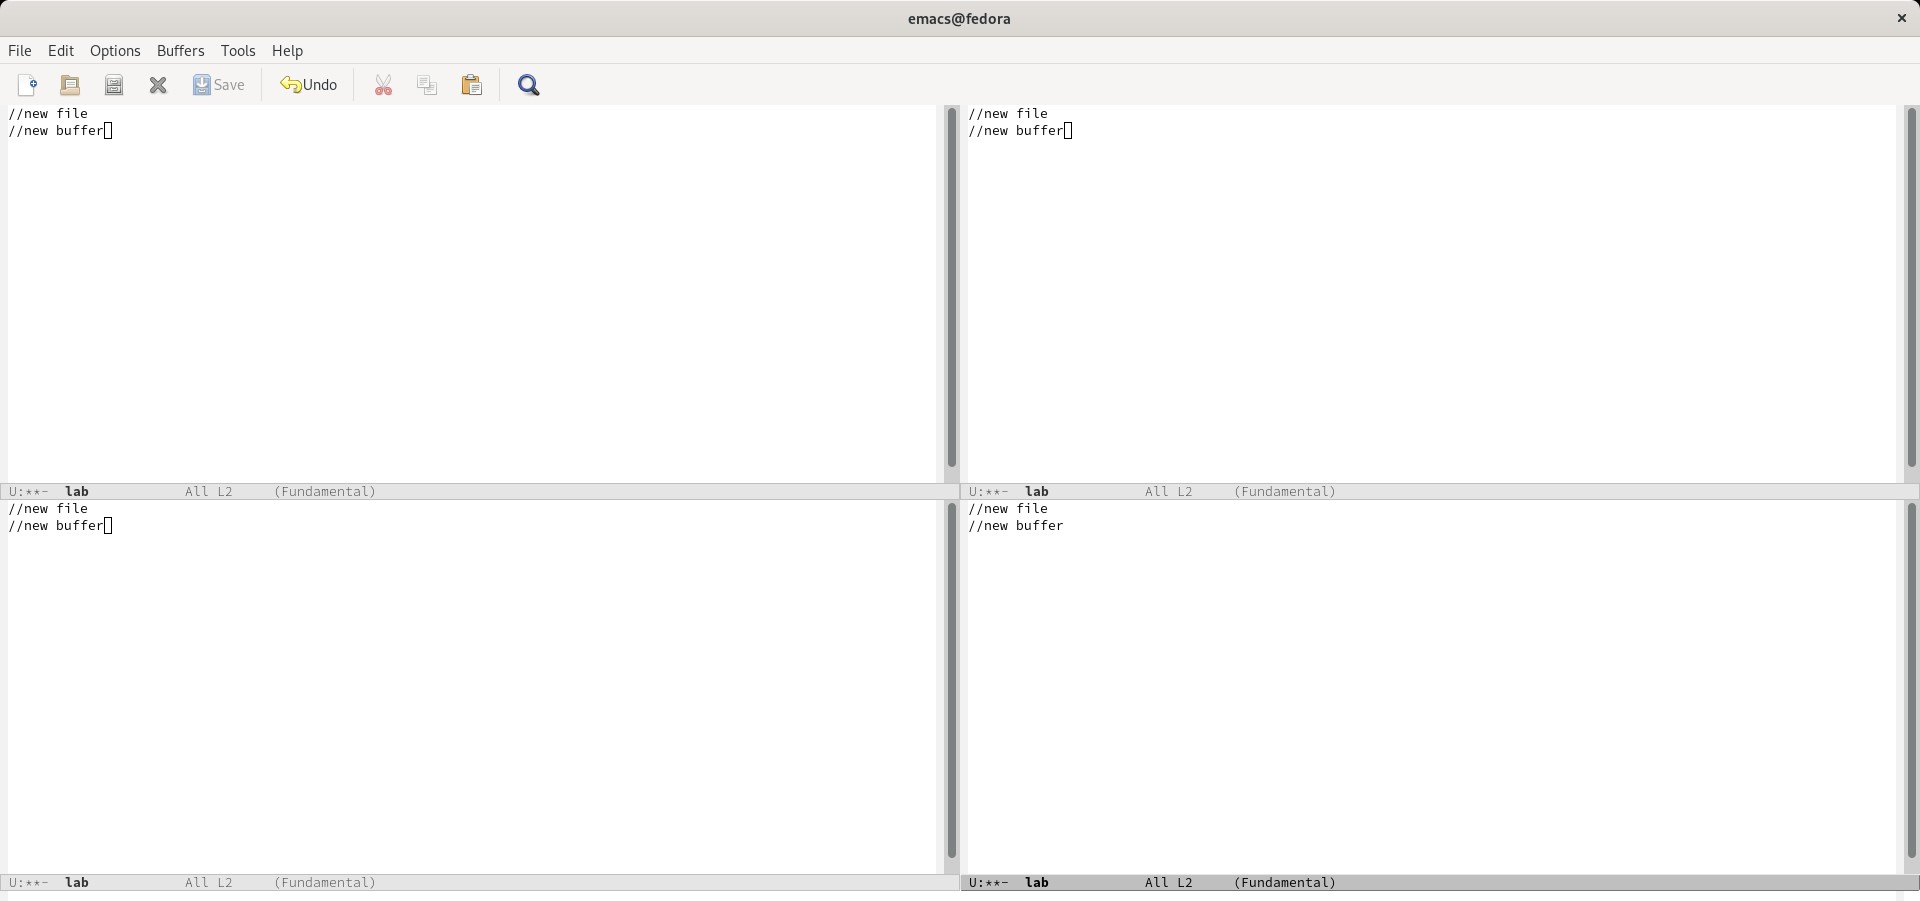 emacs@fedora
File Edit Options Buffers Tools Help
Save Undo
//new file
//new buffer
U:**-  lab            All L2     (Fundamental)
//new file
//new buffer
U:**-  lab            All L2     (Fundamental)
//new file
//new buffer
U:**-  lab            All L2     (Fundamental)
//new file
//new buffer
U:**-  lab            All L2     (Fundamental)